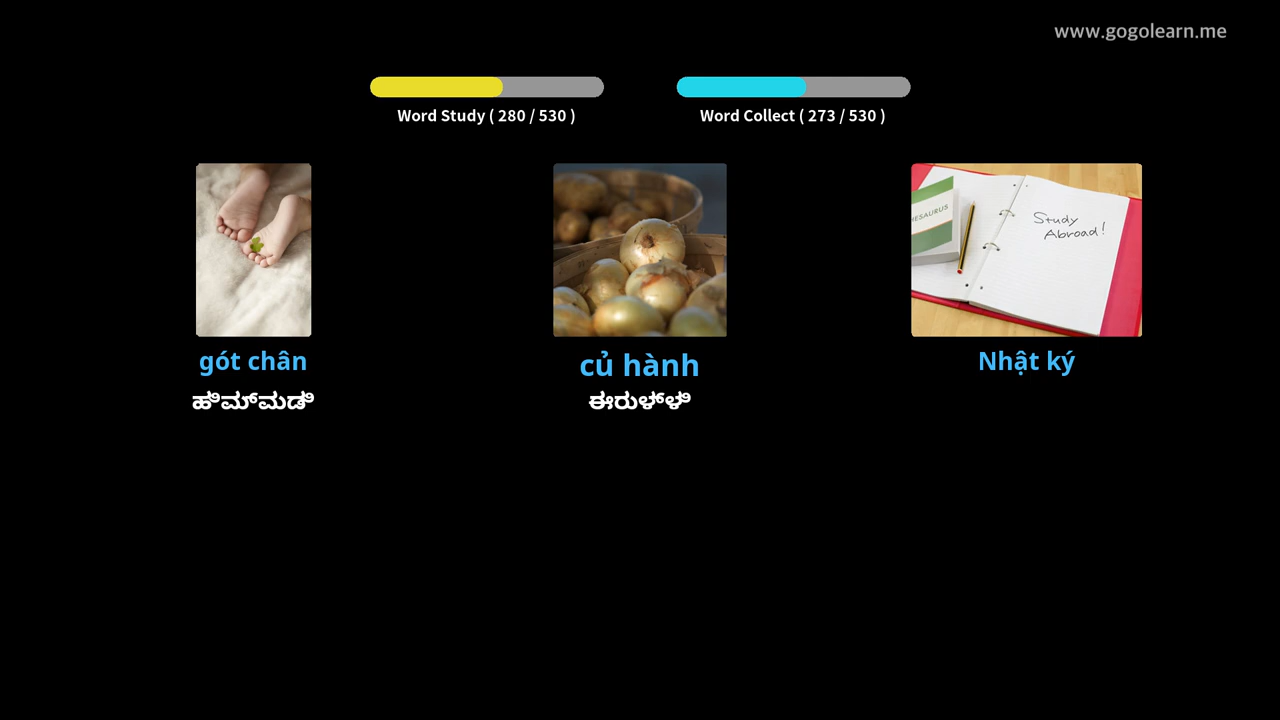 www.gogolearn.me
Word Study ( 280 / 530 )
Word Collect ( 273 / 530 )
THESAURUS
Study
Abroad!
gót chân
củ hành
Nhật ký
ಹಿಮ್ಮಡಿ
ಈರುಳ್ಳಿ